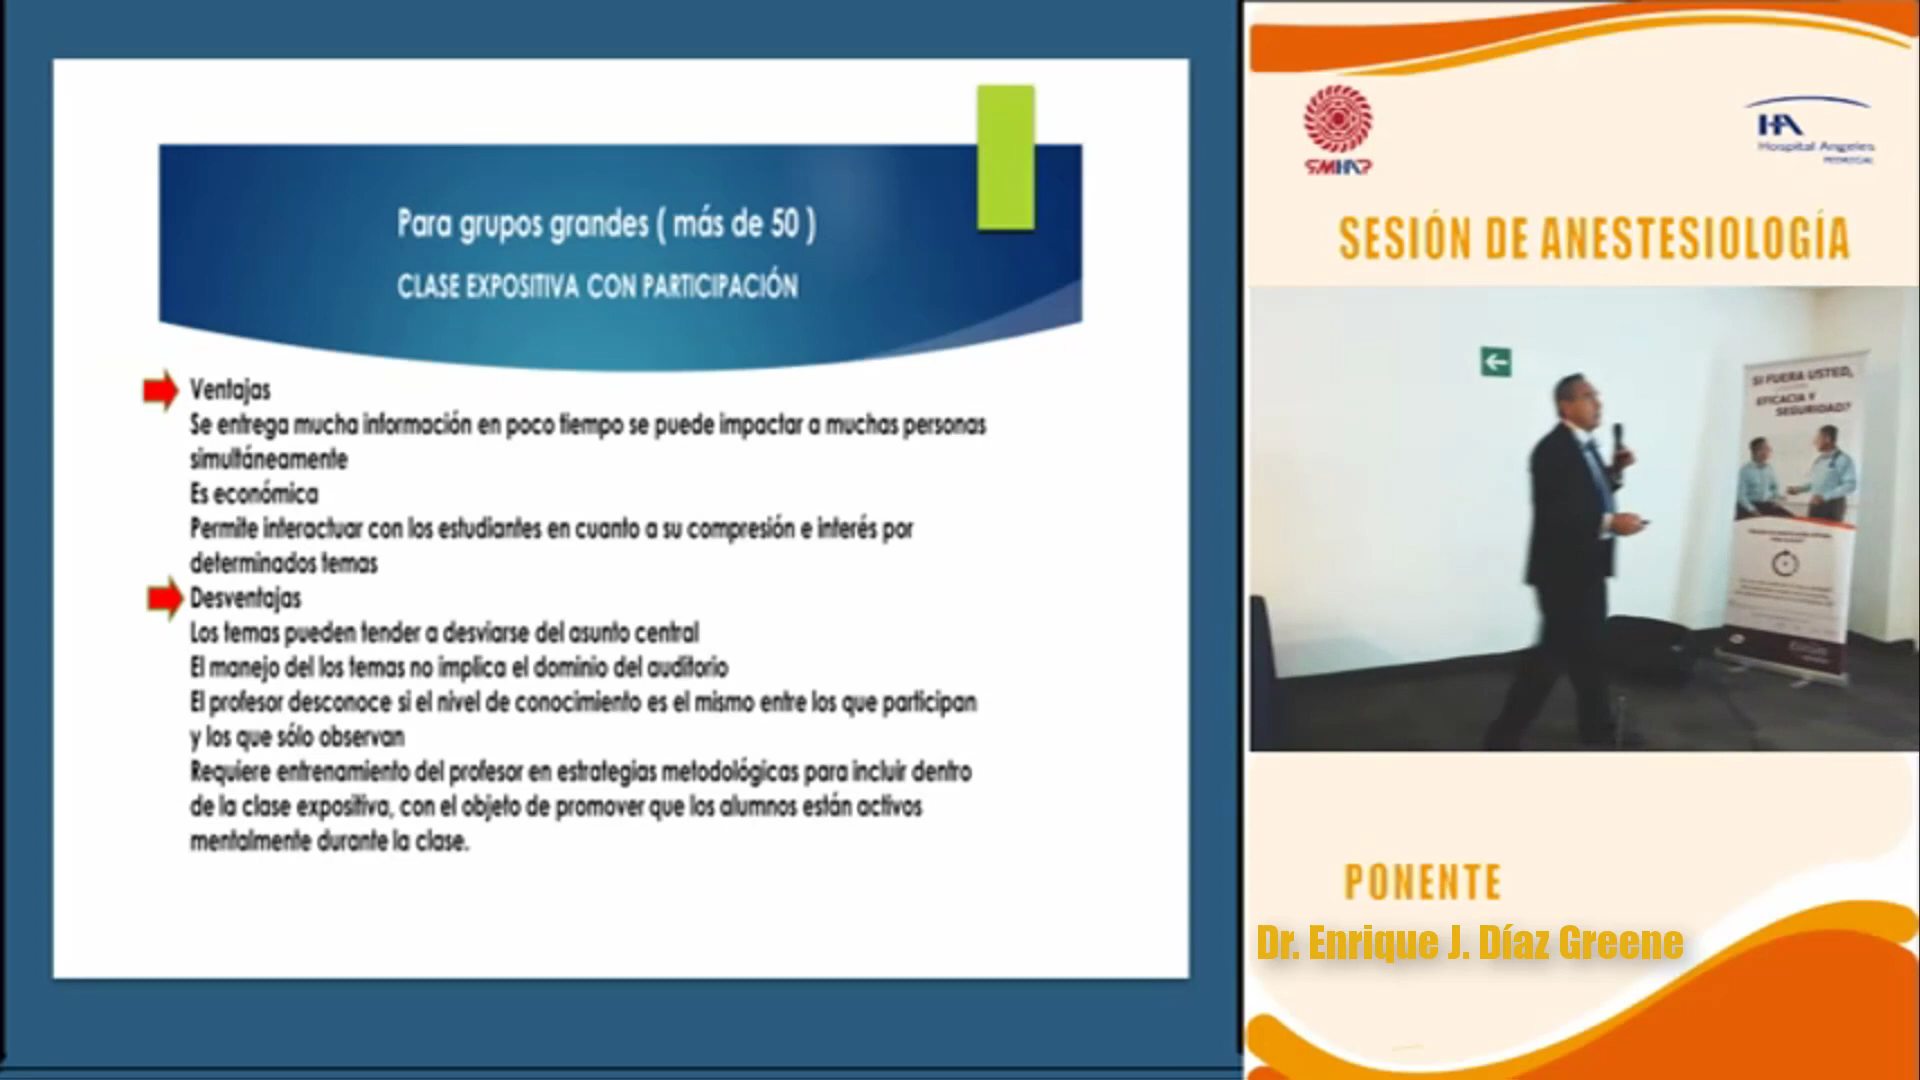 Para grupos grandes ( más de 50 )
CLASE EXPOSITIVA CON PARTICIPACIÓN
Ventajas
Se entrega mucha información en poco tiempo se puede impactar a muchas personas
simultáneamente
Es económica
Permite interactuar con los estudiantes en cuanto a su compresión e interés por
determinados temas
Desventajas
Los temas pueden tender a desviarse del asunto central
El manejo del los temas no implica el dominio del auditorio
El profesor desconoce si el nivel de conocimiento es el mismo entre los que participan
y los que sólo observan
Requiere entrenamiento del profesor en estrategias metodológicas para incluir dentro
de la clase expositiva, con el objeto de promover que los alumnos están activos
mentalmente durante la clase.
SMHAP
HA
Hospital Angeles
PEDREGAL
SESIÓN DE ANESTESIOLOGÍA
SI FUERA USTED,
EFICACIA Y
SEGURIDAD?
PONENTE
Dr. Enrique J. Díaz Greene